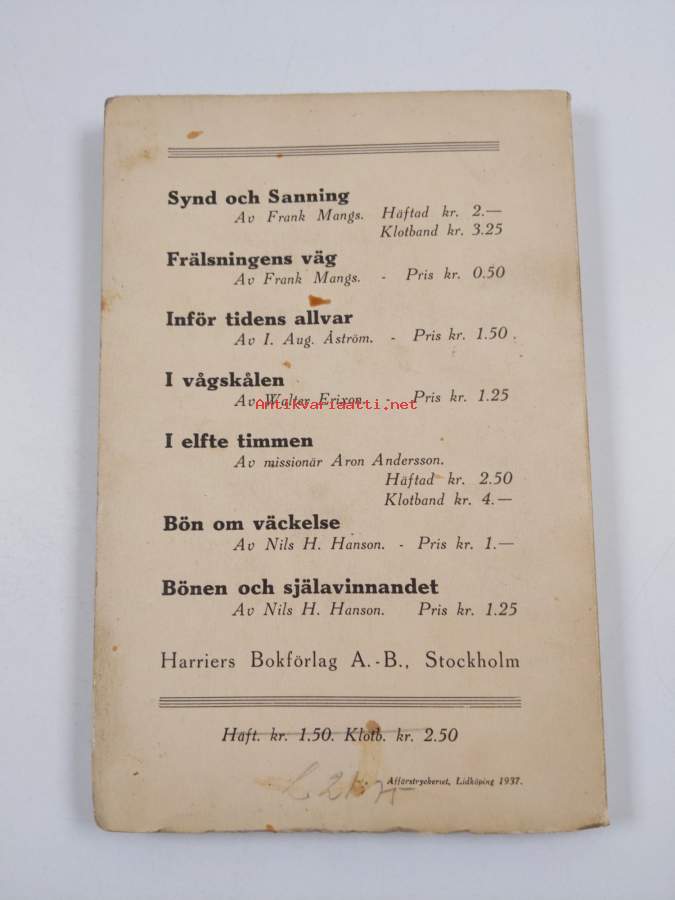 Synd och Sanning
Av Frank Mangs. Häftad kr. 2.—
Klotband kr. 3.25
Frälsningens väg
Av Frank Mangs. - Pris kr. 0.50
Inför tidens allvar
Av I. Aug. Åström. - Pris kr. 1.50
I vågskålen
Av Walter Erixon. - Pris kr. 1.25
Antikvariaatti.net
I elfte timmen
Av missionär Aron Andersson.
Häftad kr. 2.50
Klotband kr. 4.—
Bön om väckelse
Av Nils H. Hanson. - Pris kr. 1.—
Bönen och själavinnandet
Av Nils H. Hanson. Pris kr. 1.25
Harriers Bokförlag A.-B., Stockholm
Häft. kr. 1.50. Klotb. kr. 2.50
Affärstryckeriet, Lidköping 1937.